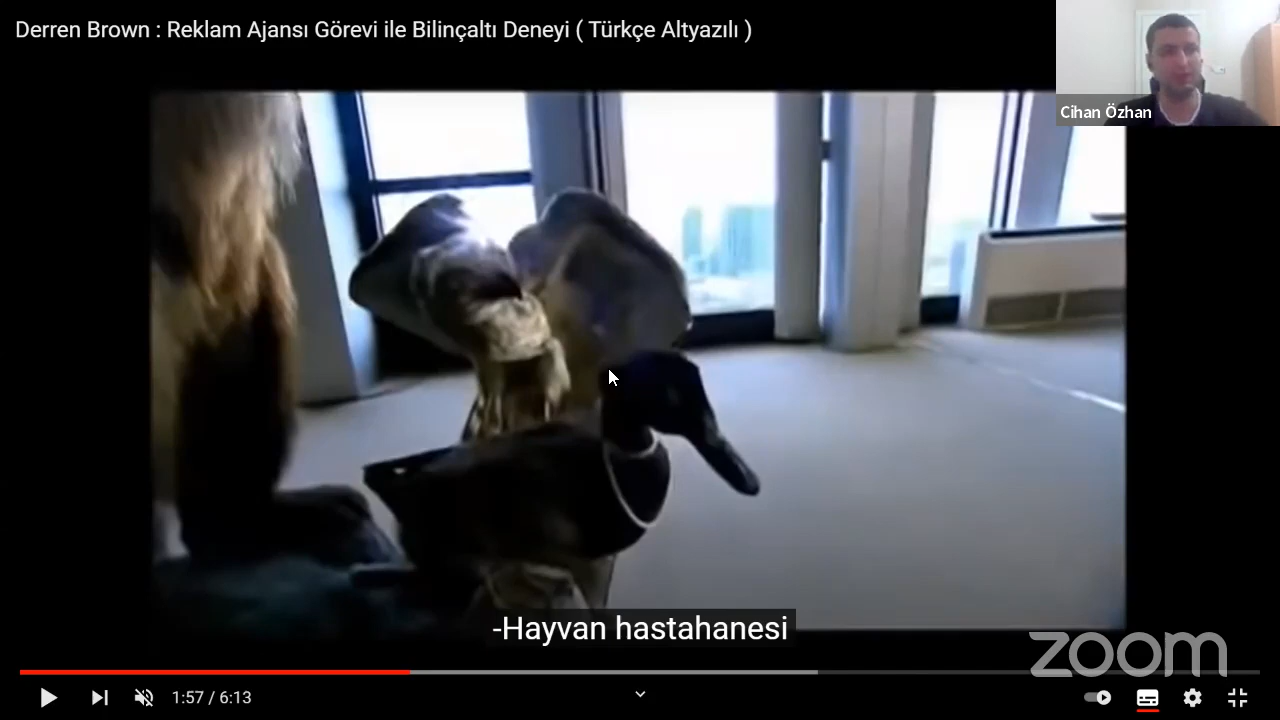 Derren Brown : Reklam Ajansı Görevi ile Bilinçaltı Deneyi ( Türkçe Altyazılı )
Cihan Özhan
-Hayvan hastahanesi
zoom
1:57 / 6:13